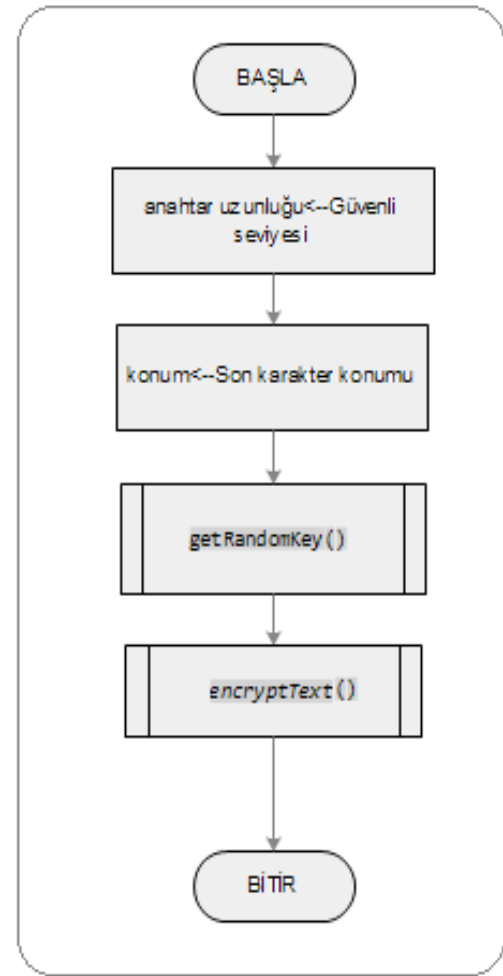 BAŞLA
anahtar uzunluğu<--Güvenli
seviyesi
konum<--Son karakter konumu
getRandomKey()
encryptText()
BİTİR